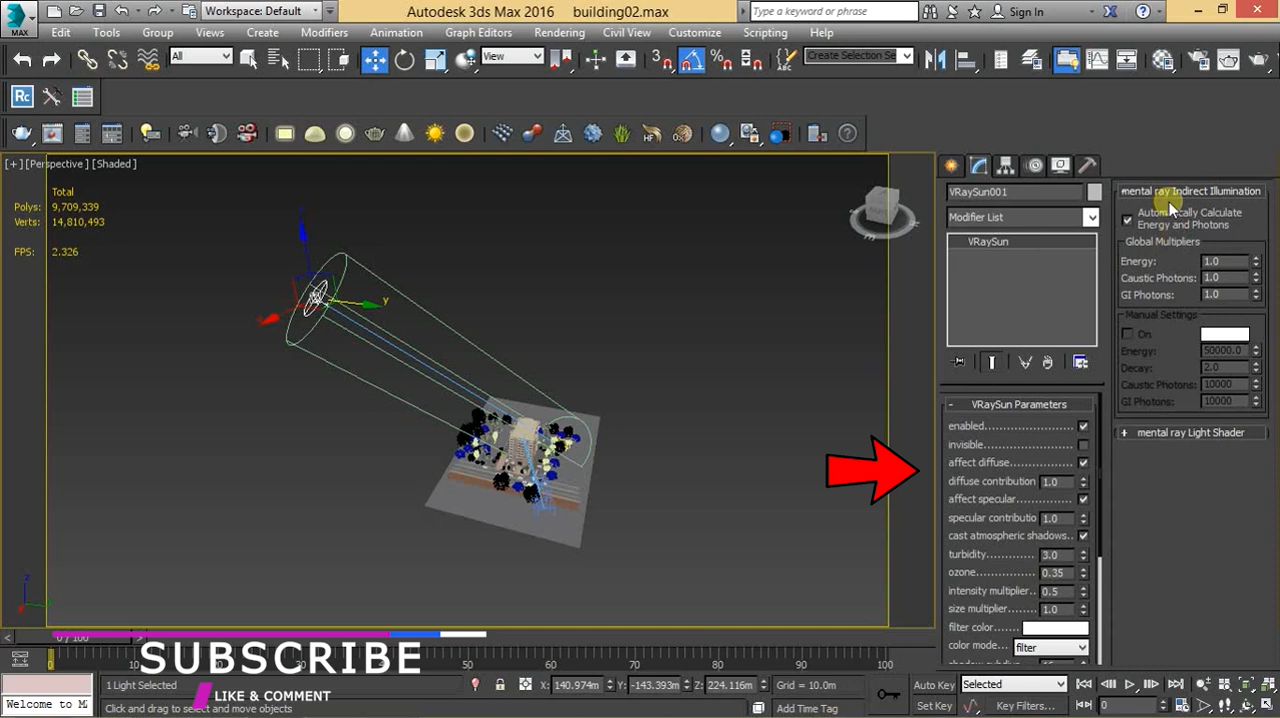 MAX
Workspace: Default
Autodesk 3ds Max 2016 building02.max
Type a keyword or phrase
Sign In
Edit Tools Group Views Create Modifiers Animation Graph Editors Rendering Civil View Customize Scripting Help
All
View
3
Create Selection Se
ABC
Rc
HF
[+] [Perspective] [Shaded]
Total
Polys: 9,709,339
Verts: 14,810,493
FPS: 2.326
y
z
VRaySun001
Modifier List
VRaySun
- VRaySun Parameters
enabled
invisible
affect diffuse
diffuse contribution 1.0
affect specular
specular contributio 1.0
cast atmospheric shadows
turbidity 3.0
ozone 0.35
intensity multiplier 0.5
size multiplier 1.0
filter color
color mode filter
mental ray Indirect Illumination
Automatically Calculate
Energy and Photons
Global Multipliers
Energy: 1.0
Caustic Photons: 1.0
GI Photons: 1.0
Manual Settings
On
Energy: 50000.0
Decay: 2.0
Caustic Photons: 10000
GI Photons: 10000
+ mental ray Light Shader
0 / 100
0 10 50 60 70 80 90 100
SUBSCRIBE
LIKE & COMMENT
1 Light Selected
X: 140.974m Y: -143.393m Z: 224.116m Grid = 10.0m
Auto Key Selected
Welcome to M
Click and drag to select and move objects
Add Time Tag
Set Key Key Filters...
0